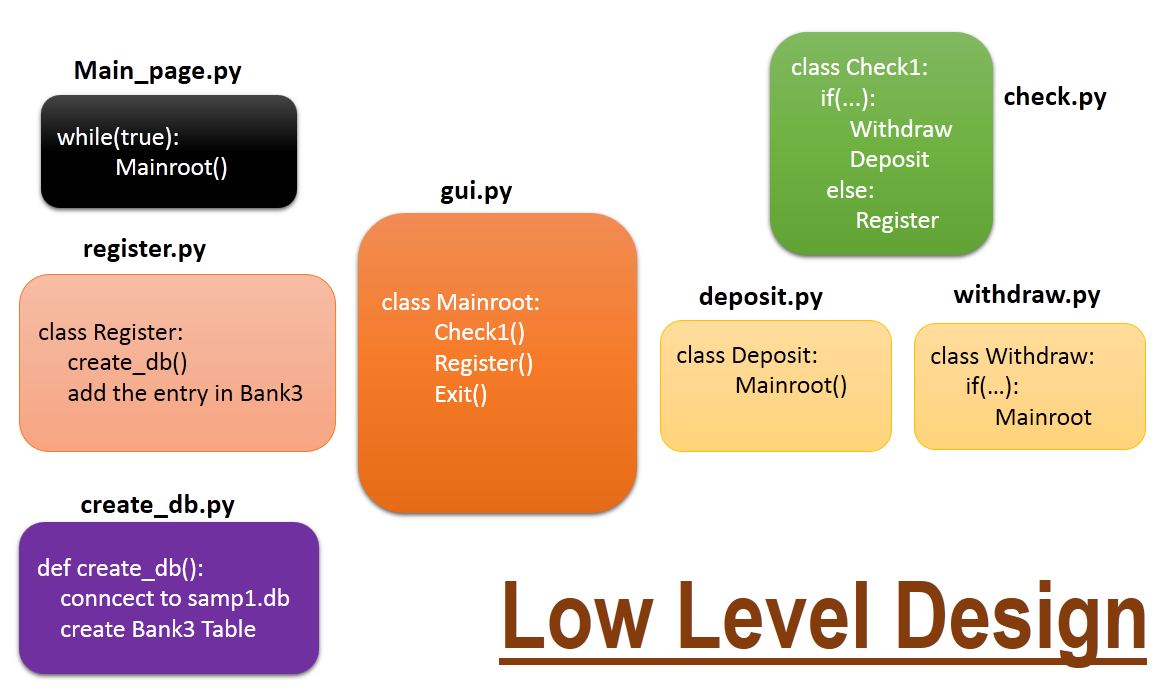 Main_page.py
while(true):
Mainroot()
register.py
class Register:
create_db()
add the entry in Bank3
create_db.py
def create_db():
conncect to samp1.db
create Bank3 Table
gui.py
class Mainroot:
Check1()
Register()
Exit()
check.py
class Check1:
if(...):
Withdraw
Deposit
else:
Register
deposit.py
class Deposit:
Mainroot()
withdraw.py
class Withdraw:
if(...):
Mainroot
Low Level Design